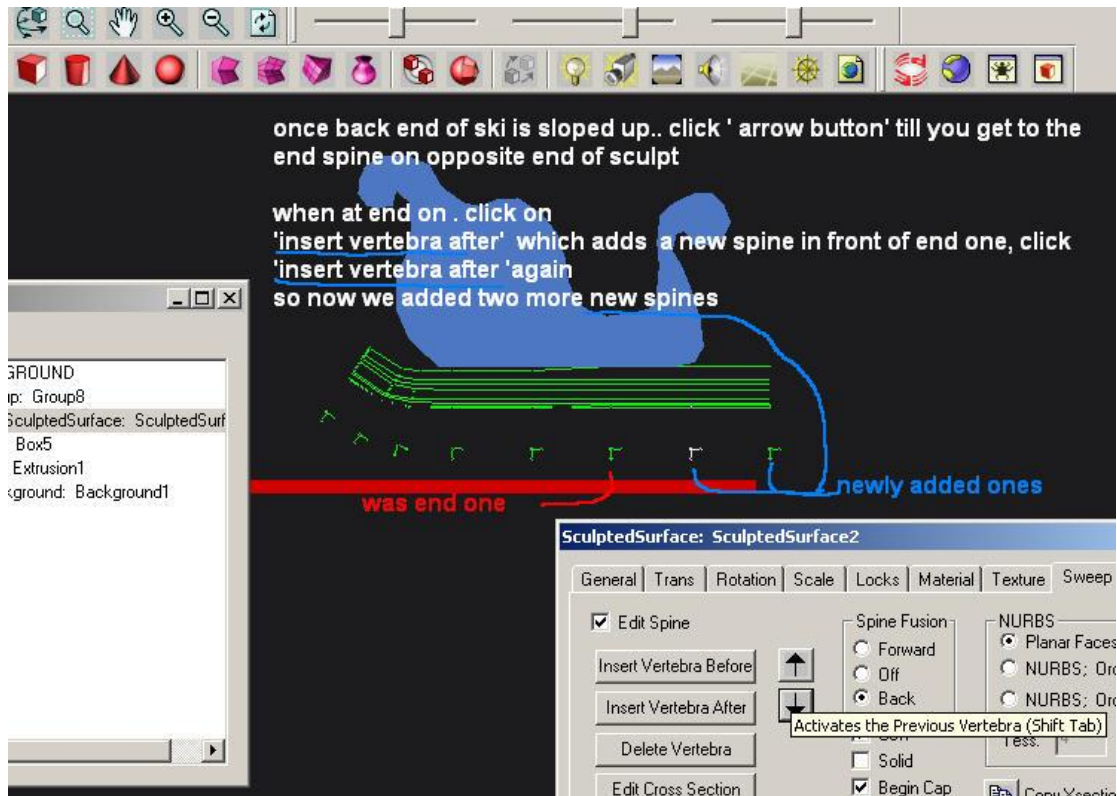 once back end of ski is sloped up.. click ' arrow button' till you get to the
end spine on opposite end of sculpt
when at end on . click on
'insert vertebra after'  which adds  a new spine in front of end one, click
'insert vertebra after 'again
so now we added two more new spines
GROUND
Group8
SculptedSurface: SculptedSurf
Box5
Extrusion1
Background1
was end one
newly added ones
SculptedSurface: SculptedSurface2
General Trans Rotation Scale Locks Material Texture Sweep
Edit Spine
Spine Fusion
NURBS
Forward
Planar Faces
Insert Vertebra Before
Off
NURBS;
Insert Vertebra After
Back
NURBS;
Activates the Previous Vertebra (Shift Tab)
Tess. 4
Delete Vertebra
Solid
Edit Cross Section
Begin Cap